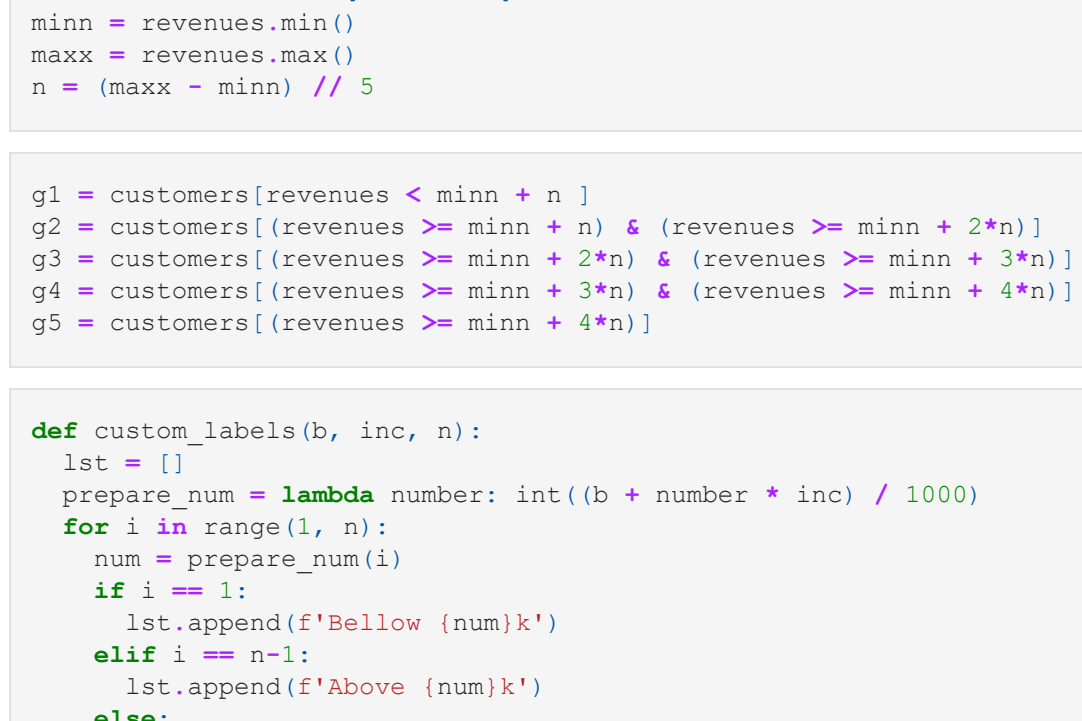 minn = revenues.min()
maxx = revenues.max()
n = (maxx - minn) // 5
g1 = customers[revenues < minn + n ]
g2 = customers[(revenues >= minn + n) & (revenues >= minn + 2*n)]
g3 = customers[(revenues >= minn + 2*n) & (revenues >= minn + 3*n)]
g4 = customers[(revenues >= minn + 3*n) & (revenues >= minn + 4*n)]
g5 = customers[(revenues >= minn + 4*n)]
def custom_labels(b, inc, n):
  lst = []
  prepare_num = lambda number: int((b + number * inc) / 1000)
  for i in range(1, n):
    num = prepare_num(i)
    if i == 1:
      lst.append(f'Bellow {num}k')
    elif i == n-1:
      lst.append(f'Above {num}k')
    else: